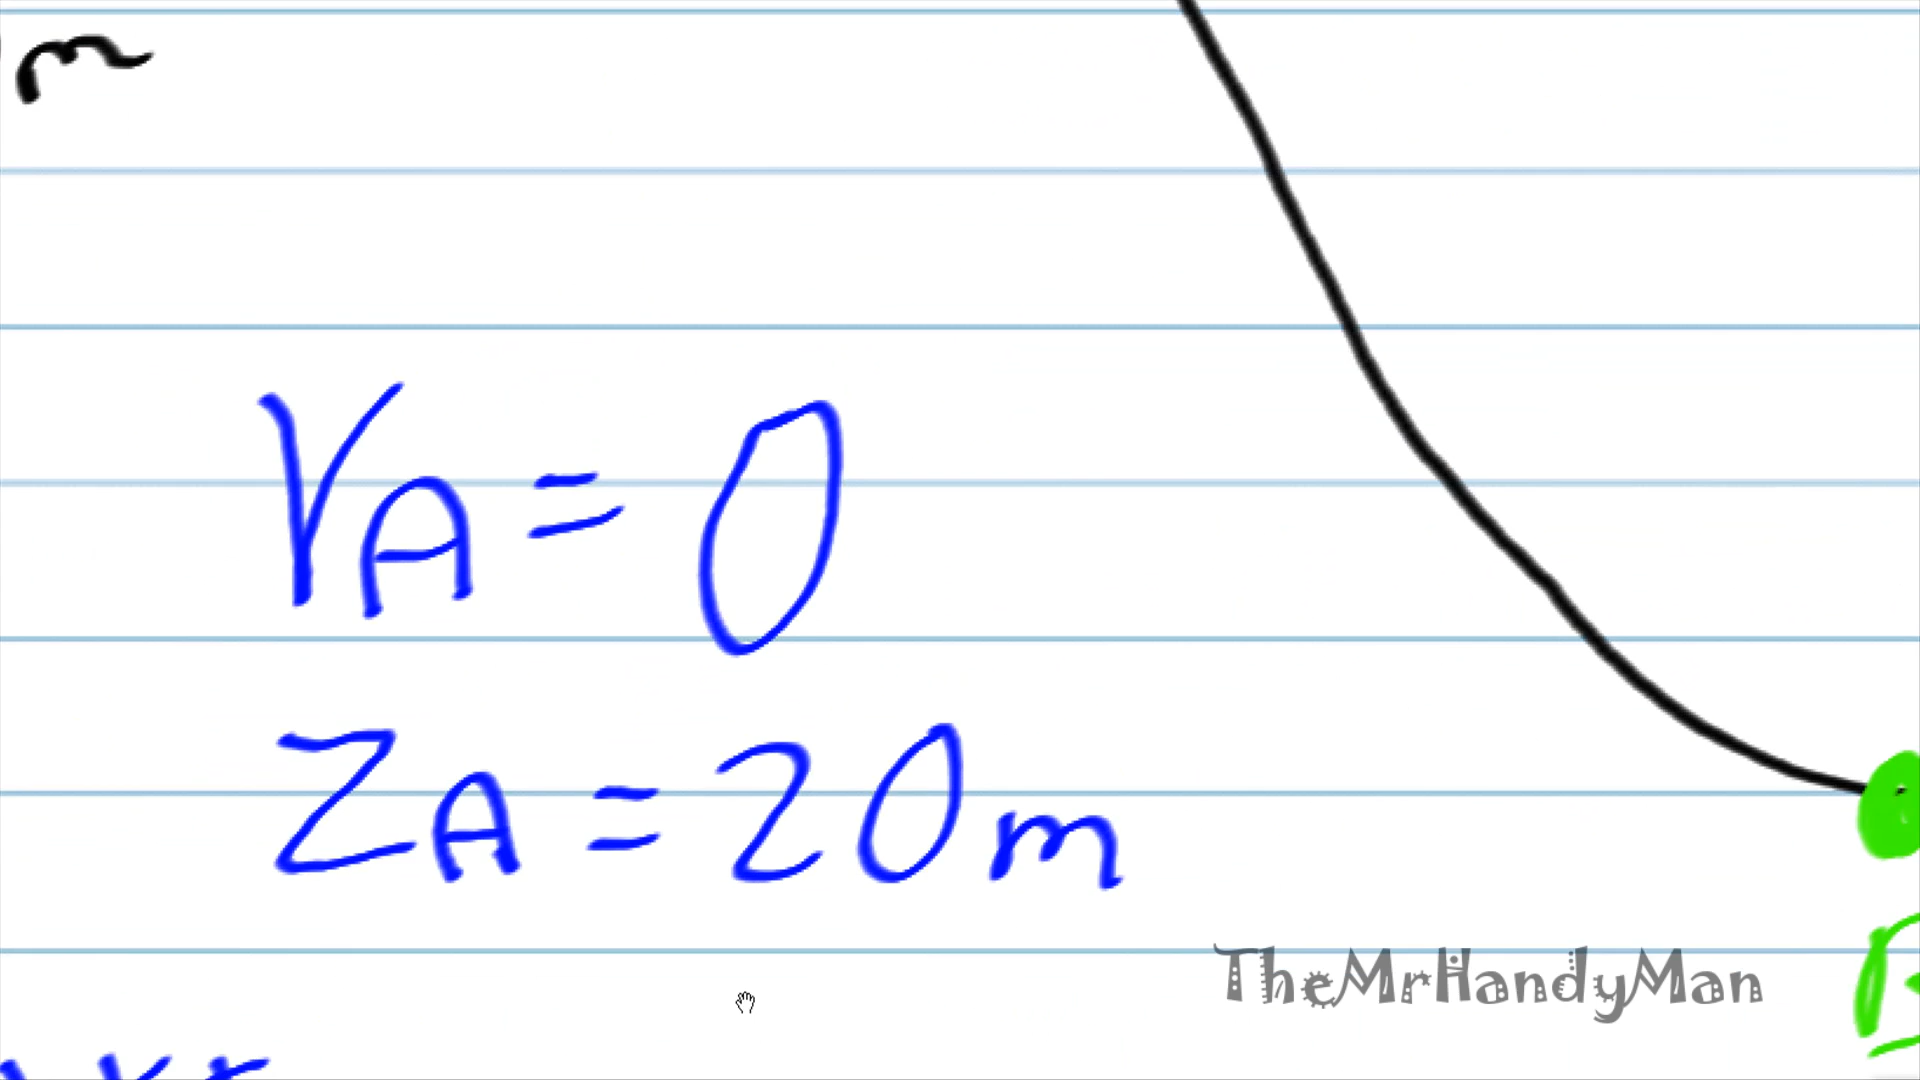 m
VA = 0
ZA = 20m
TheMrHandyMan
B